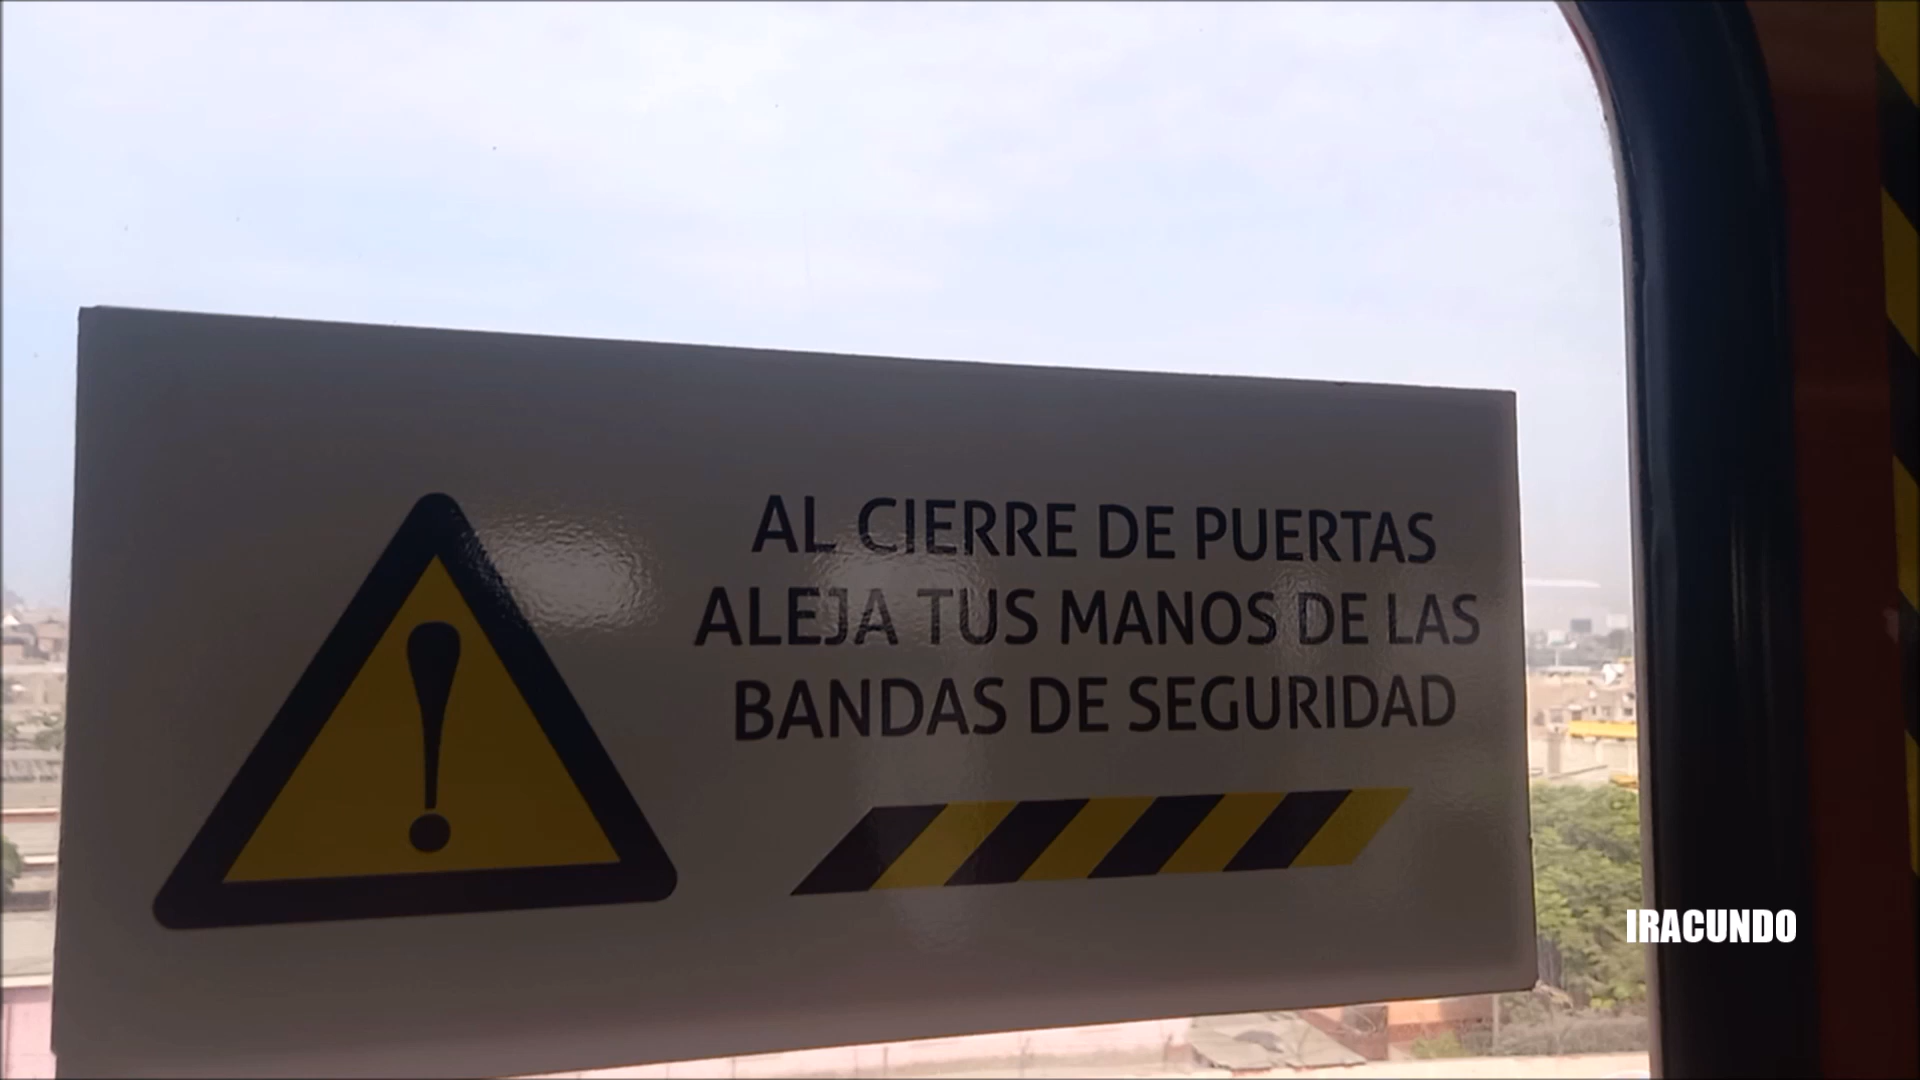 AL CIERRE DE PUERTAS
ALEJA TUS MANOS DE LAS
BANDAS DE SEGURIDAD
IRACUNDO